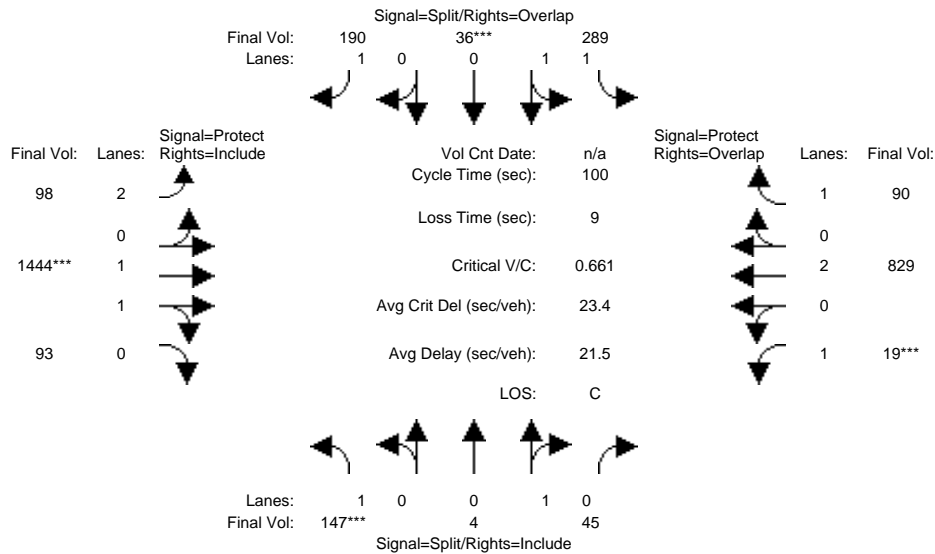 Signal=Split/Rights=Overlap
Final Vol: 190 36*** 289
Lanes: 1 0 0 1 1
Signal=Protect
Final Vol: Lanes: Rights=Include Vol Cnt Date: n/a Rights=Overlap Lanes: Final Vol:
Signal=Protect
Cycle Time (sec): 100
98 2 1 90
Loss Time (sec): 9
0 0
1444*** 1 Critical V/C: 0.661 2 829
1 Avg Crit Del (sec/veh): 23.4 0
93 0 Avg Delay (sec/veh): 21.5 1 19***
LOS: C
Lanes: 1 0 0 1 0
Final Vol: 147*** 4 45
Signal=Split/Rights=Include